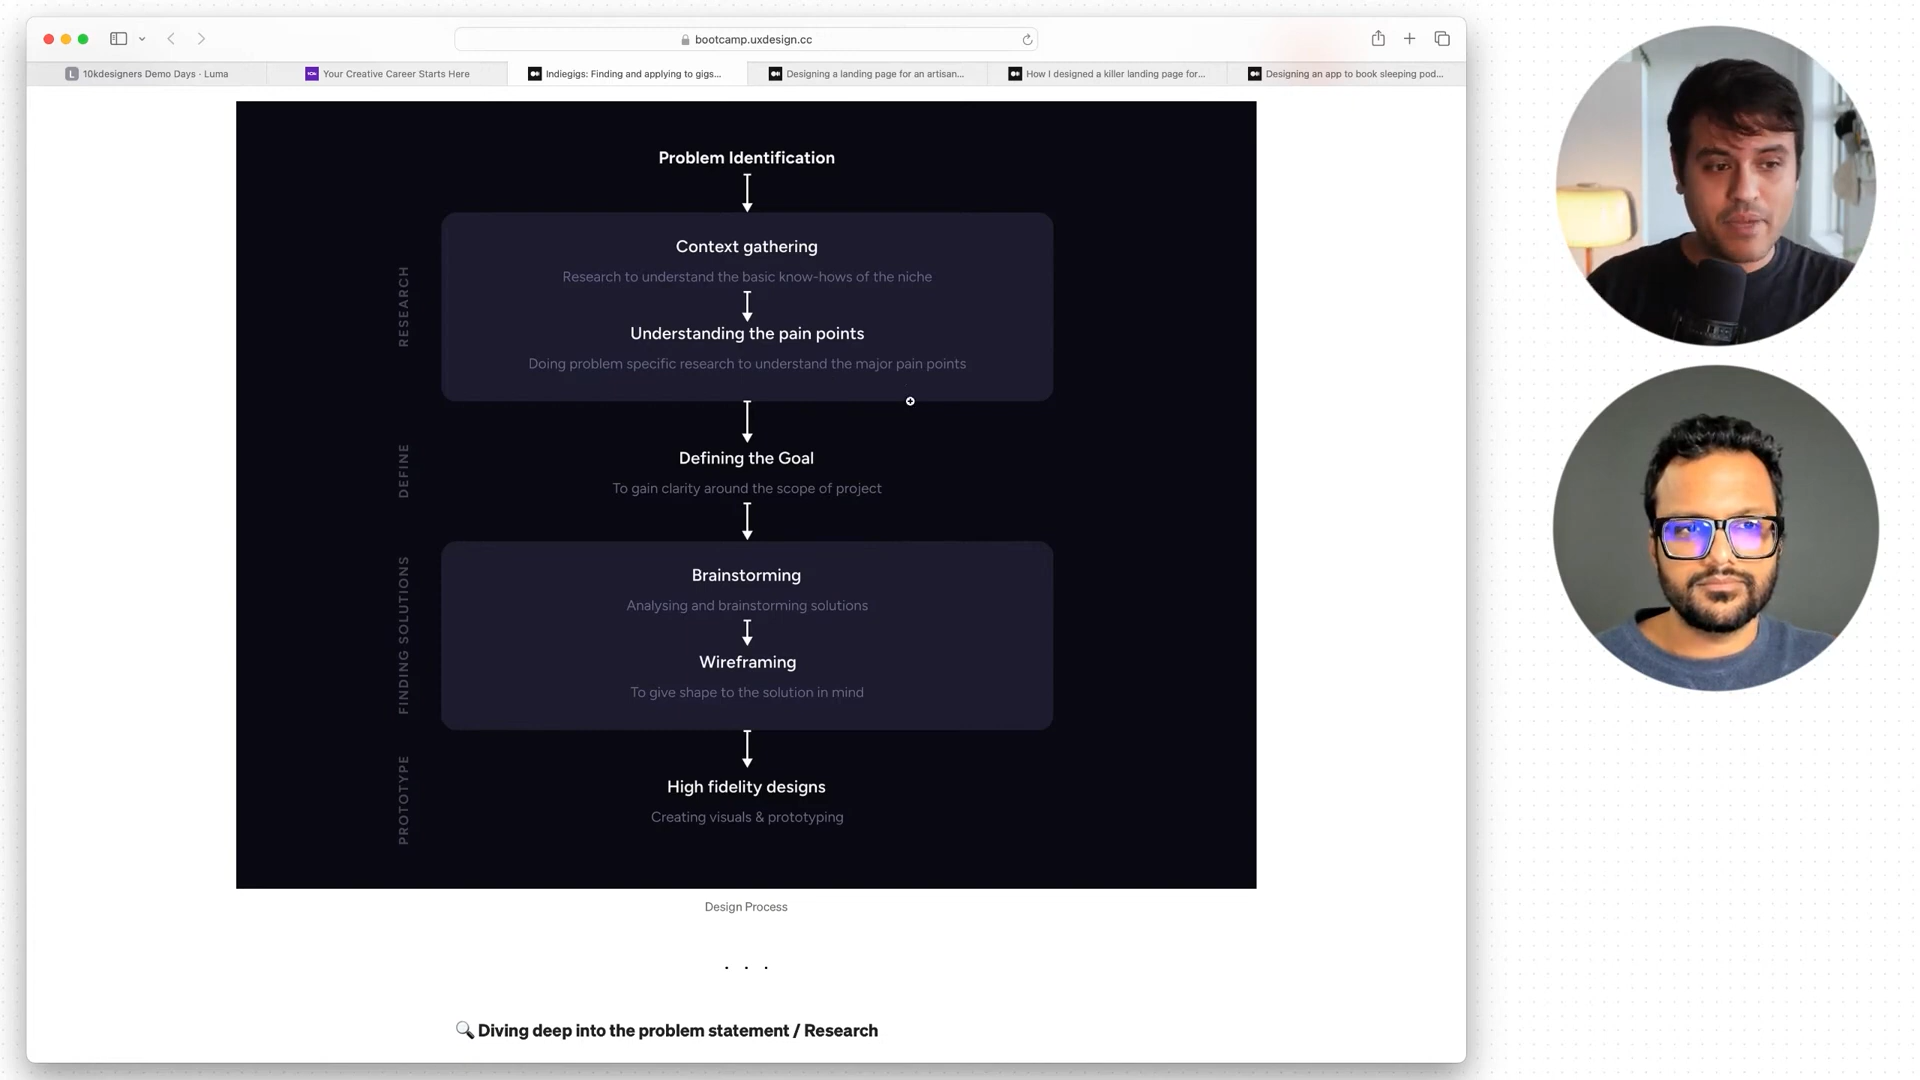 bootcamp.uxdesign.cc
10kdesigners Demo Days · Luma
Your Creative Career Starts Here
Indiegigs: Finding and applying to gigs...
Designing a landing page for an artisan...
How I designed a killer landing page for...
Designing an app to book sleeping pod...
Problem Identification
RESEARCH
Context gathering
Research to understand the basic know-hows of the niche
Understanding the pain points
Doing problem specific research to understand the major pain points
DEFINE
Defining the Goal
To gain clarity around the scope of project
FINDING SOLUTIONS
Brainstorming
Analysing and brainstorming solutions
Wireframing
To give shape to the solution in mind
PROTOTYPE
High fidelity designs
Creating visuals & prototyping
Design Process
. . .
🔍 Diving deep into the problem statement / Research